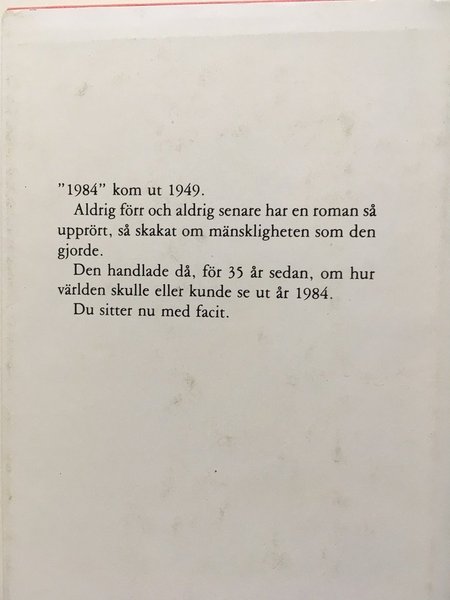 "1984" kom ut 1949.
Aldrig förr och aldrig senare har en roman så
upprört, så skakat om mänskligheten som den
gjorde.
Den handlade då, för 35 år sedan, om hur
världen skulle eller kunde se ut år 1984.
Du sitter nu med facit.